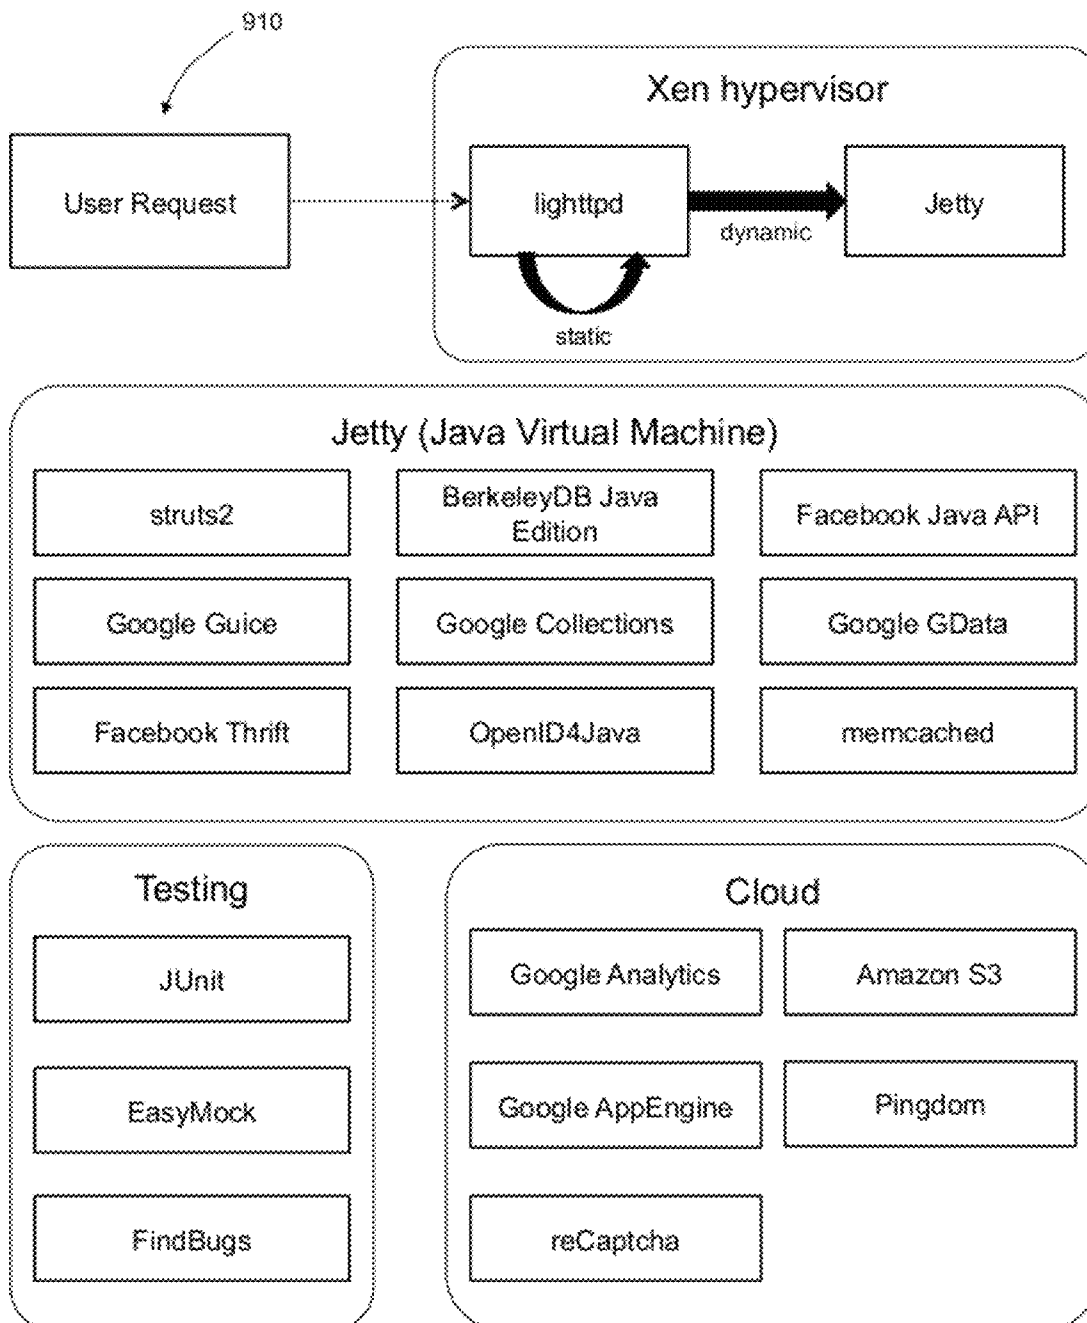 910
Xen hypervisor
User Request
lighttpd
Jetty
dynamic
static
Jetty (Java Virtual Machine)
struts2
BerkeleyDB Java
Edition
Facebook Java API
Google Guice
Google Collections
Google GData
Facebook Thrift
OpenID4Java
memcached
Testing
JUnit
EasyMock
FindBugs
Cloud
Google Analytics
Amazon S3
Google AppEngine
Pingdom
reCaptcha